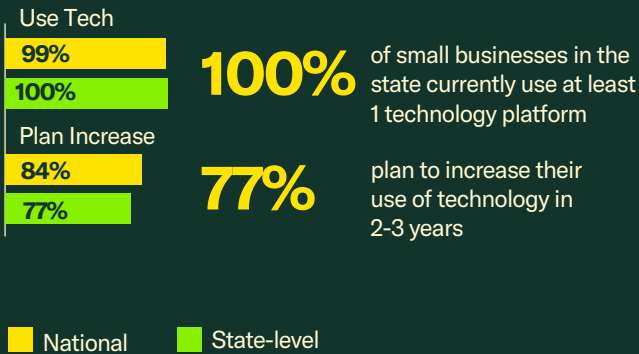 Use Tech
99%
100%
100%
of small businesses in the
state currently use at least
1 technology platform
Plan Increase
84%
77%
77%
plan to increase their
use of technology in
2-3 years
National
State-level